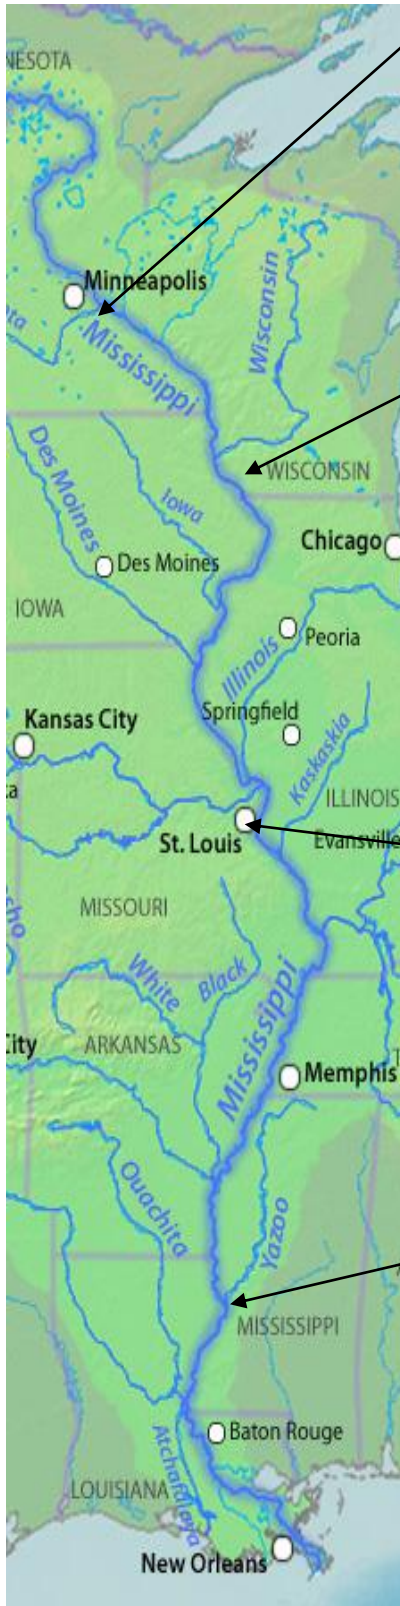 NESOTA
Minneapolis
ota
Mississippi
Wisconsin
WISCONSIN
Des Moines
Iowa
Chicago
Des Moines
IOWA
Illinois
Peoria
Springfield
Kansas City
Kaskaskia
ILLINOIS
St. Louis
Evansville
MISSOURI
White
Black
Mississippi
City
ARKANSAS
Memphis
Ouachita
Yazoo
MISSISSIPPI
Baton Rouge
Atchafalaya
LOUISIANA
New Orleans